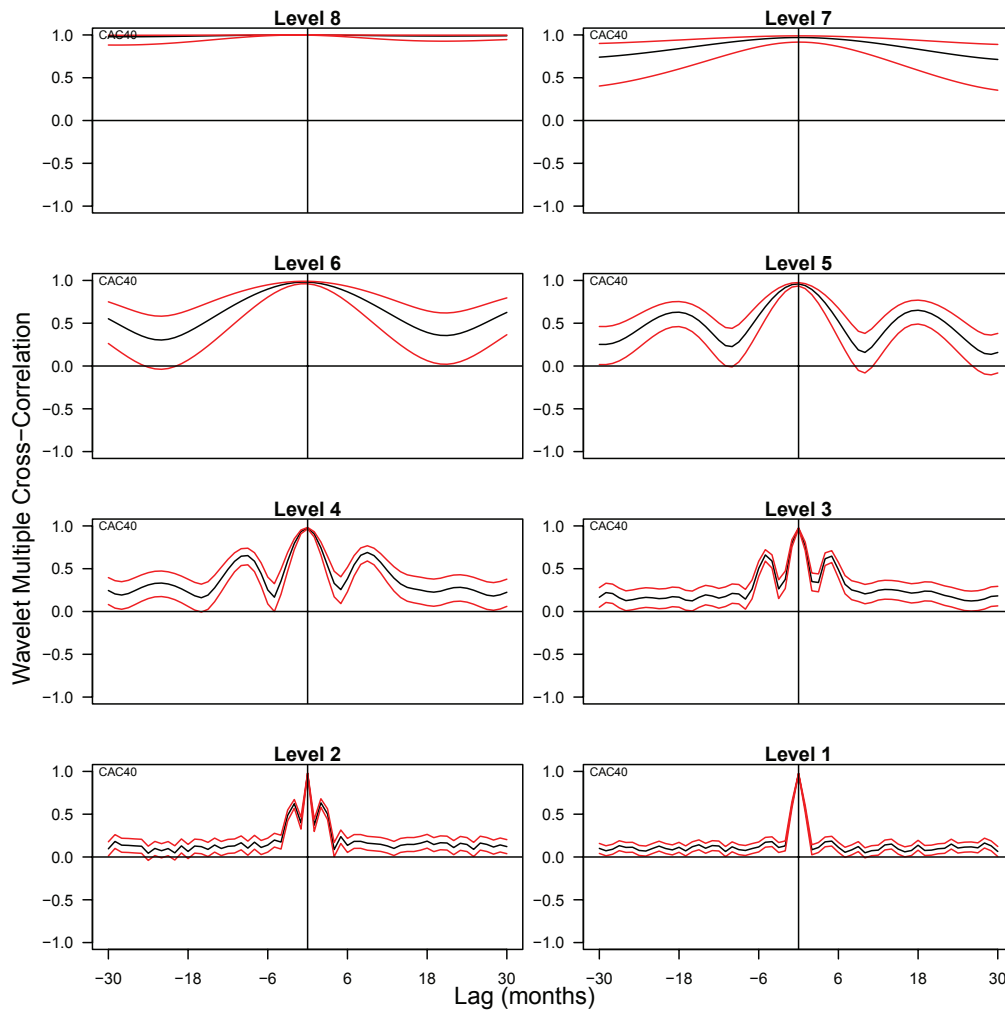 Level 8
Level 7
CAC40
CAC40
1.0
0.5
0.0
−0.5
−1.0
1.0
0.5
0.0
−0.5
−1.0
Level 6
Level 5
CAC40
CAC40
1.0
0.5
0.0
−0.5
−1.0
1.0
0.5
0.0
−0.5
−1.0
Wavelet Multiple Cross−Correlation
Level 4
Level 3
CAC40
CAC40
1.0
0.5
0.0
−0.5
−1.0
1.0
0.5
0.0
−0.5
−1.0
Level 2
Level 1
CAC40
CAC40
1.0
0.5
0.0
−0.5
−1.0
1.0
0.5
0.0
−0.5
−1.0
−30 −18 −6 6 18 30
−30 −18 −6 6 18 30
Lag (months)